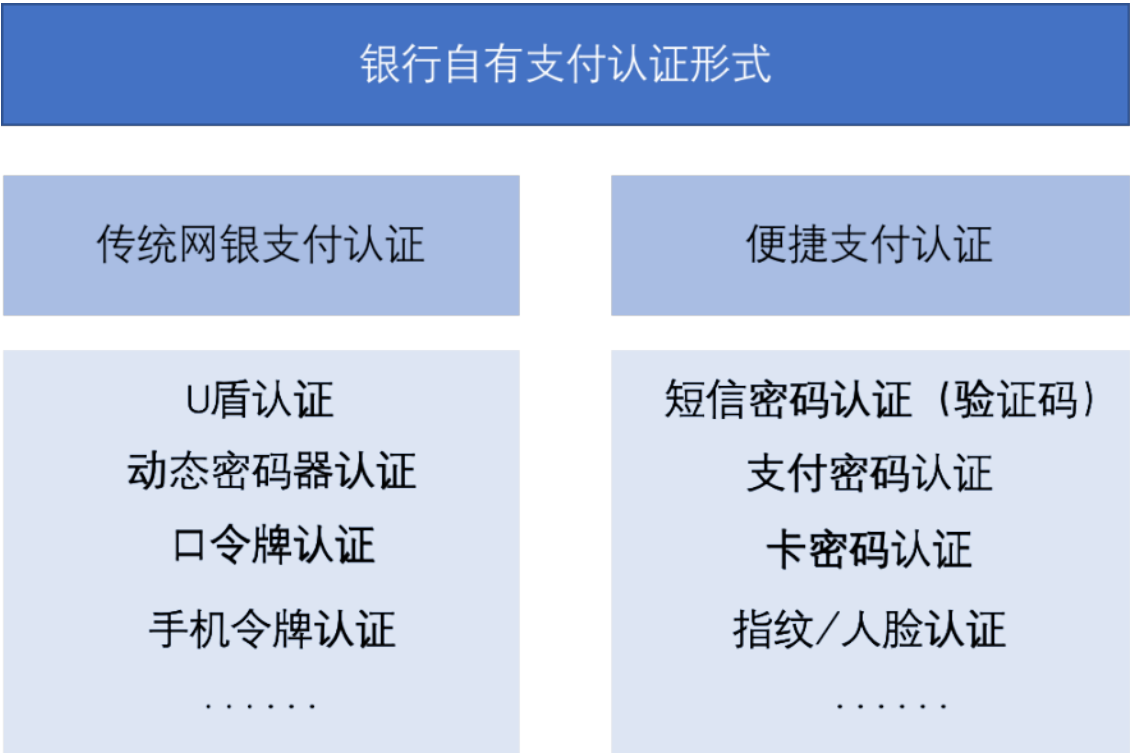 银行自有支付认证形式
传统网银支付认证
U盾认证
动态密码器认证
口令牌认证
手机令牌认证
......
便捷支付认证
短信密码认证（验证码）
支付密码认证
卡密码认证
指纹/人脸认证
......